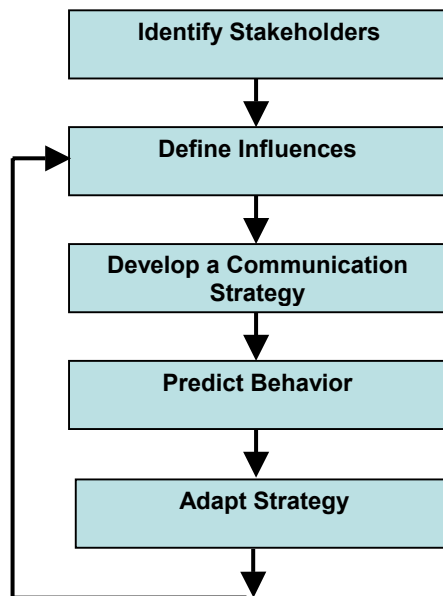 Identify Stakeholders
Define Influences
Develop a Communication
Strategy
Predict Behavior
Adapt Strategy